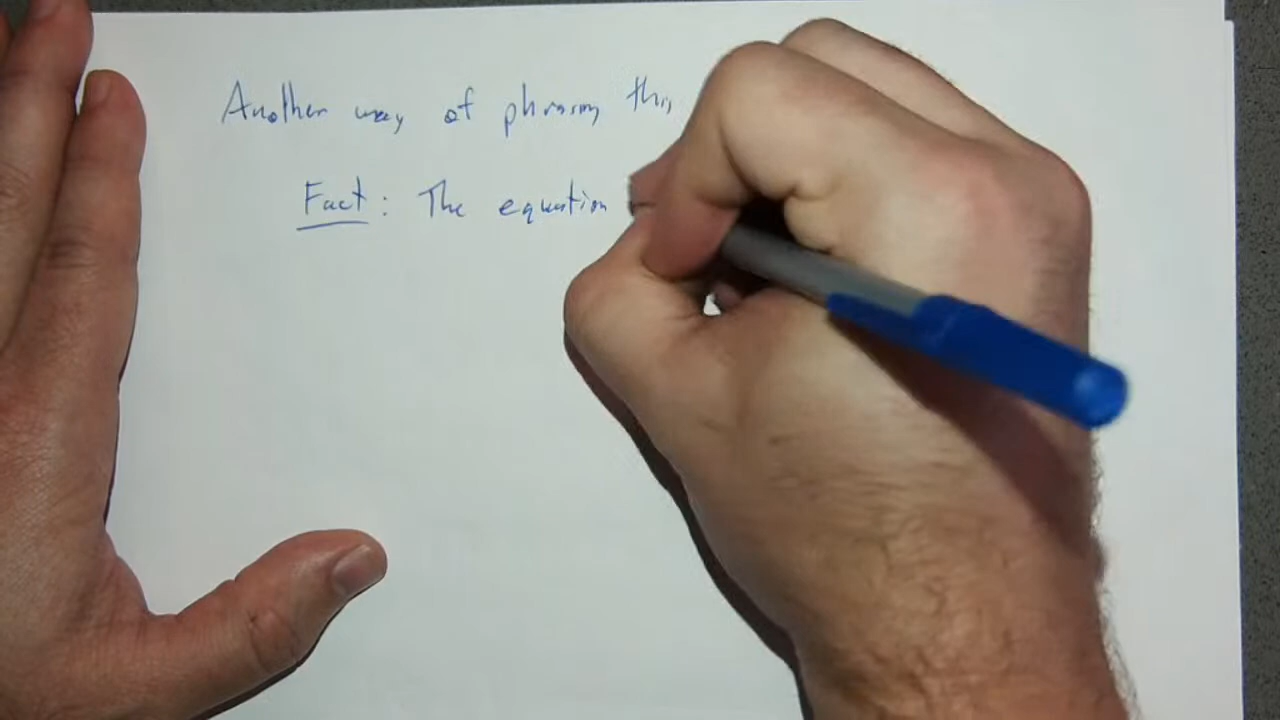 Another way of phrasing this
Fact: The equation